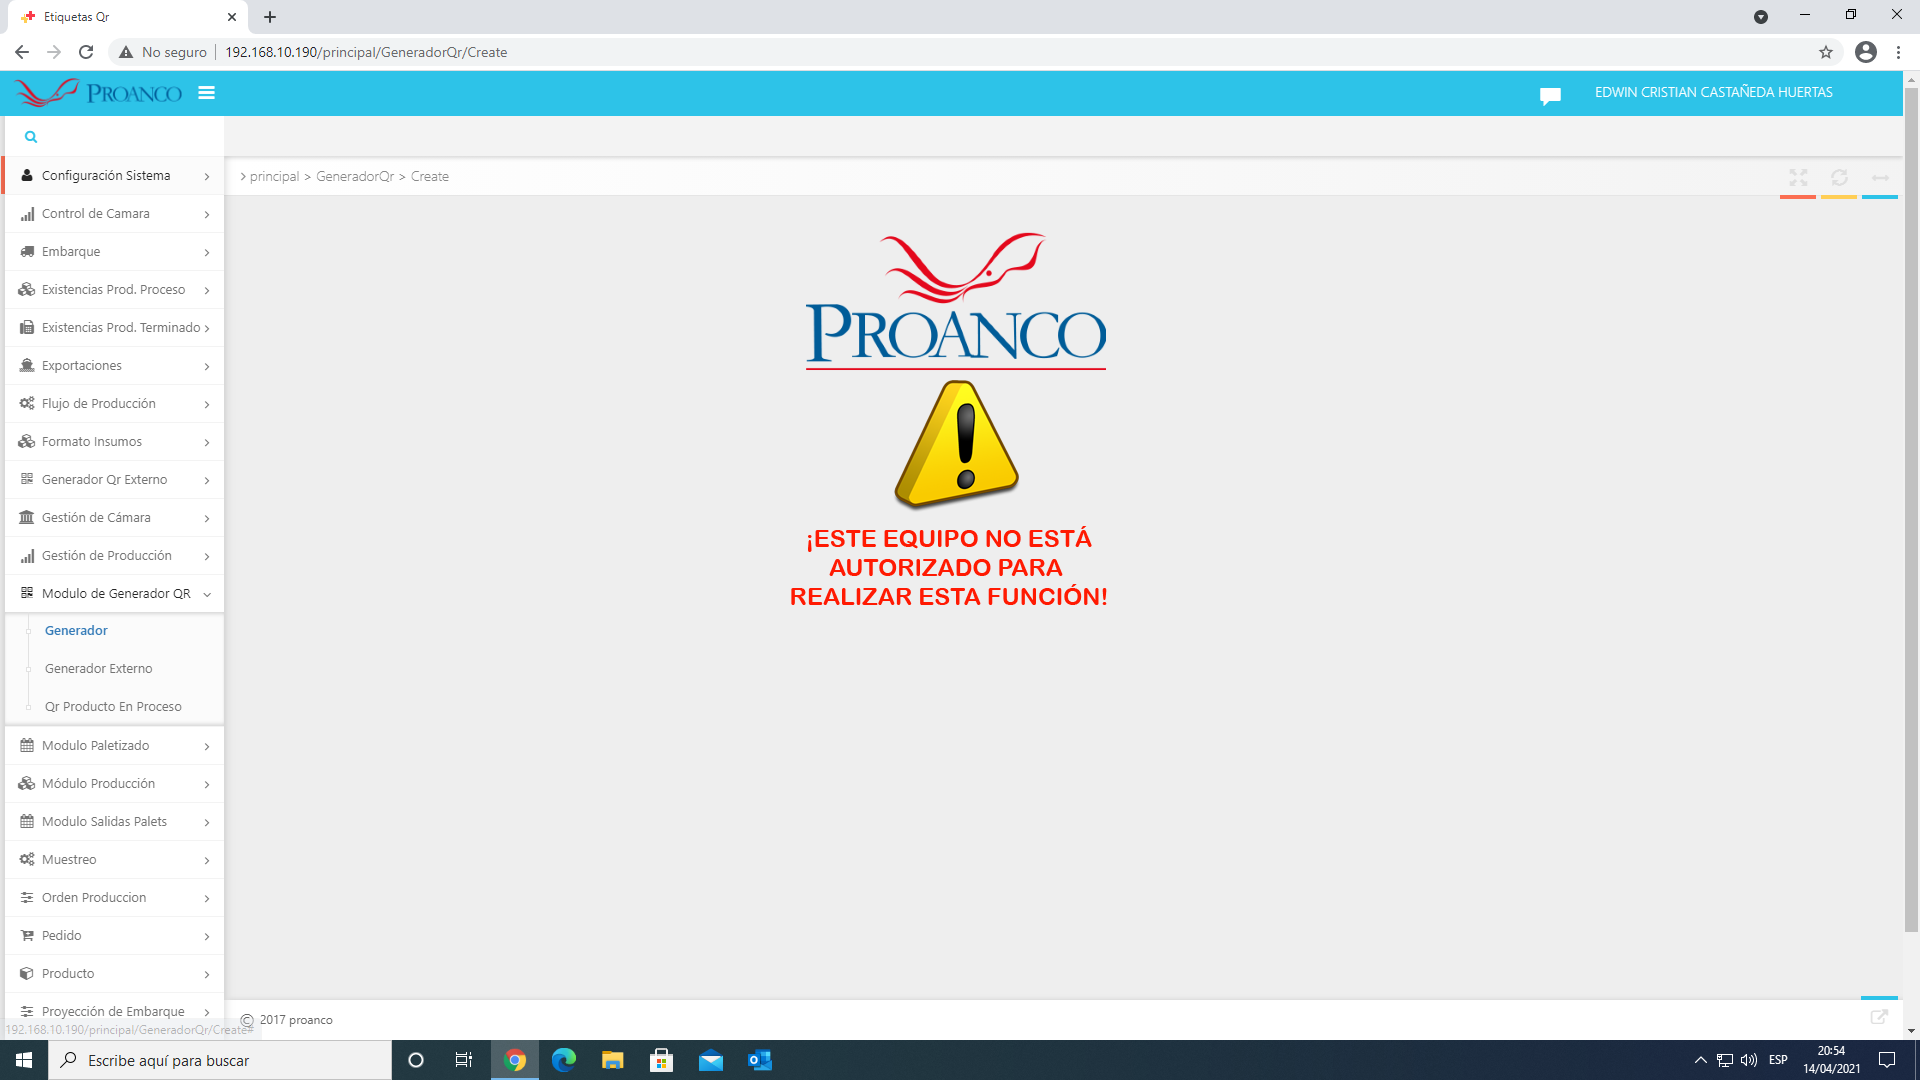 Etiquetas Qr
No seguro
192.168.10.190/principal/GeneradorQr/Create
PROANCO
EDWIN CRISTIAN CASTAÑEDA HUERTAS
Configuración Sistema
Control de Camara
Embarque
Existencias Prod. Proceso
Existencias Prod. Terminado
Exportaciones
Flujo de Producción
Formato Insumos
Generador Qr Externo
Gestión de Cámara
Gestión de Producción
Modulo de Generador QR
Generador
Generador Externo
Qr Producto En Proceso
Modulo Paletizado
Módulo Producción
Modulo Salidas Palets
Muestreo
Orden Produccion
Pedido
Producto
Proyección de Embarque
192.168.10.190/principal/GeneradorQr/Create#
> principal > GeneradorQr > Create
PROANCO
¡ESTE EQUIPO NO ESTÁ
AUTORIZADO PARA
REALIZAR ESTA FUNCIÓN!
© 2017 proanco
Escribe aquí para buscar
ESP
20:54
14/04/2021